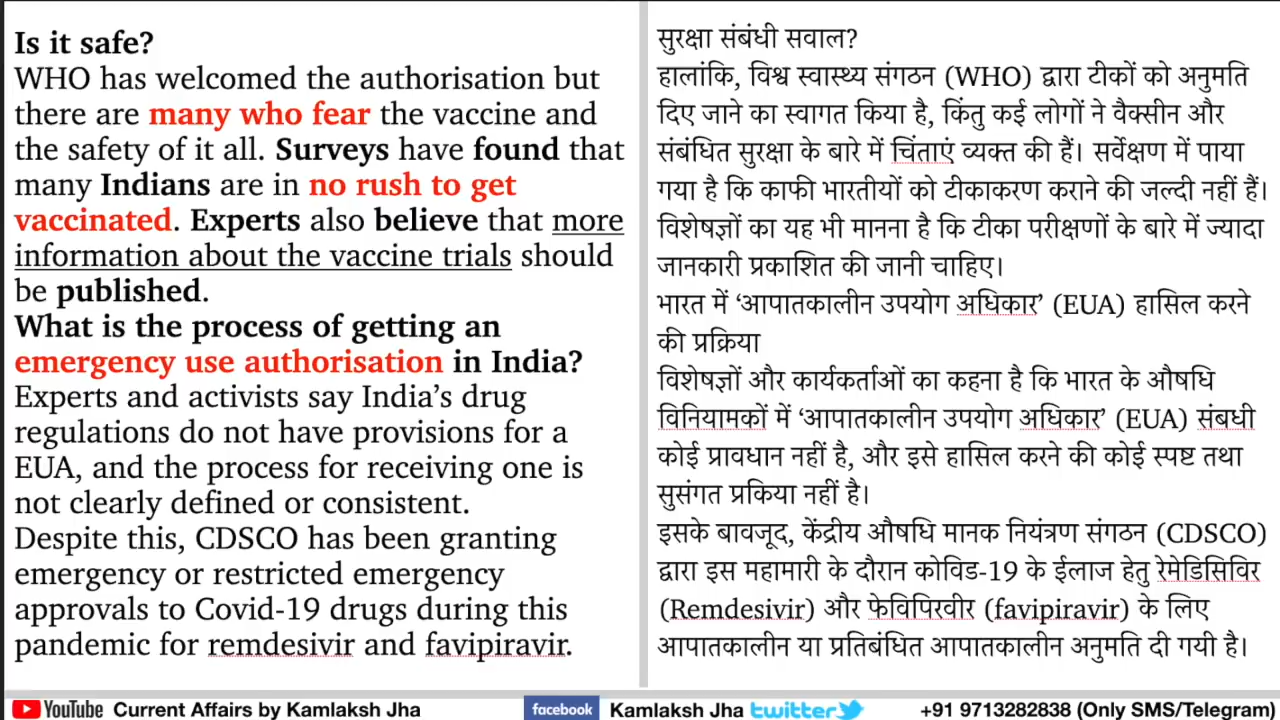 Is it safe?
WHO has welcomed the authorisation but
there are many who fear the vaccine and
the safety of it all. Surveys have found that
many Indians are in no rush to get
vaccinated. Experts also believe that more
information about the vaccine trials should
be published.
What is the process of getting an
emergency use authorisation in India?
Experts and activists say India’s drug
regulations do not have provisions for a
EUA, and the process for receiving one is
not clearly defined or consistent.
Despite this, CDSCO has been granting
emergency or restricted emergency
approvals to Covid-19 drugs during this
pandemic for remdesivir and favipiravir.
सुरक्षा संबंधी सवाल?
हालांकि, विश्व स्वास्थ्य संगठन (WHO) द्वारा टीकों को अनुमति
दिए जाने का स्वागत किया है, किंतु कई लोगों ने वैक्सीन और
संबंधित सुरक्षा के बारे में चिंताएं व्यक्त की हैं। सर्वेक्षण में पाया
गया है कि काफी भारतीयों को टीकाकरण कराने की जल्दी नहीं हैं।
विशेषज्ञों का यह भी मानना है कि टीका परीक्षणों के बारे में ज्यादा
जानकारी प्रकाशित की जानी चाहिए।
भारत में ‘आपातकालीन उपयोग अधिकार’ (EUA) हासिल करने
की प्रक्रिया
विशेषज्ञों और कार्यकर्ताओं का कहना है कि भारत के औषधि
विनियामकों में ‘आपातकालीन उपयोग अधिकार’ (EUA) संबधी
कोई प्रावधान नहीं है, और इसे हासिल करने की कोई स्पष्ट तथा
सुसंगत प्रकिया नहीं है।
इसके बावजूद, केंद्रीय औषधि मानक नियंत्रण संगठन (CDSCO)
द्वारा इस महामारी के दौरान कोविड-19 के ईलाज हेतु रेमेडिसिविर
(Remdesivir) और फेविपिरवीर (favipiravir) के लिए
आपातकालीन या प्रतिबंधित आपातकालीन अनुमति दी गयी है।
YouTube Current Affairs by Kamlaksh Jha facebook Kamlaksh Jha twitter +91 9713282838 (Only SMS/Telegram)